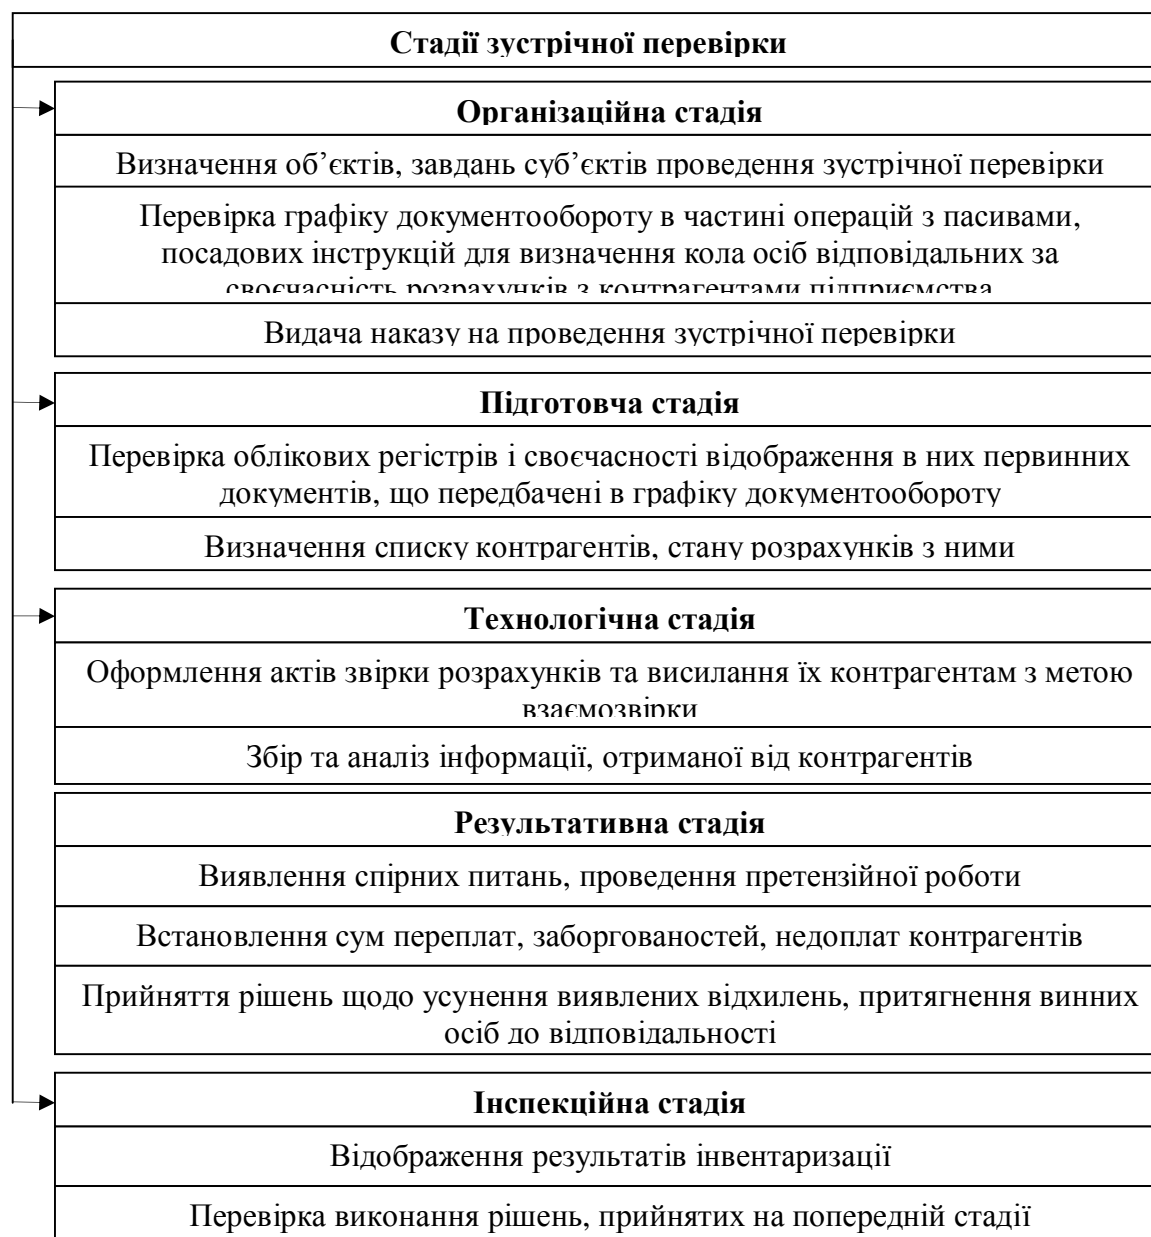 Стадії зустрічної перевірки
Організаційна стадія
Визначення об’єктів, завдань суб’єктів проведення зустрічної перевірки
Перевірка графіку документообороту в частині операцій з пасивами,
посадових інструкцій для визначення кола осіб відповідальних за
своєчасність розрахунків з контрагентами підприємства
Видача наказу на проведення зустрічної перевірки
Підготовча стадія
Перевірка облікових регістрів і своєчасності відображення в них первинних
документів, що передбачені в графіку документообороту
Визначення списку контрагентів, стану розрахунків з ними
Технологічна стадія
Оформлення актів звірки розрахунків та висилання їх контрагентам з метою
взаємозвірки
Збір та аналіз інформації, отриманої від контрагентів
Результативна стадія
Виявлення спірних питань, проведення претензійної роботи
Встановлення сум переплат, заборгованостей, недоплат контрагентів
Прийняття рішень щодо усунення виявлених відхилень, притягнення винних
осіб до відповідальності
Інспекційна стадія
Відображення результатів інвентаризації
Перевірка виконання рішень, прийнятих на попередній стадії